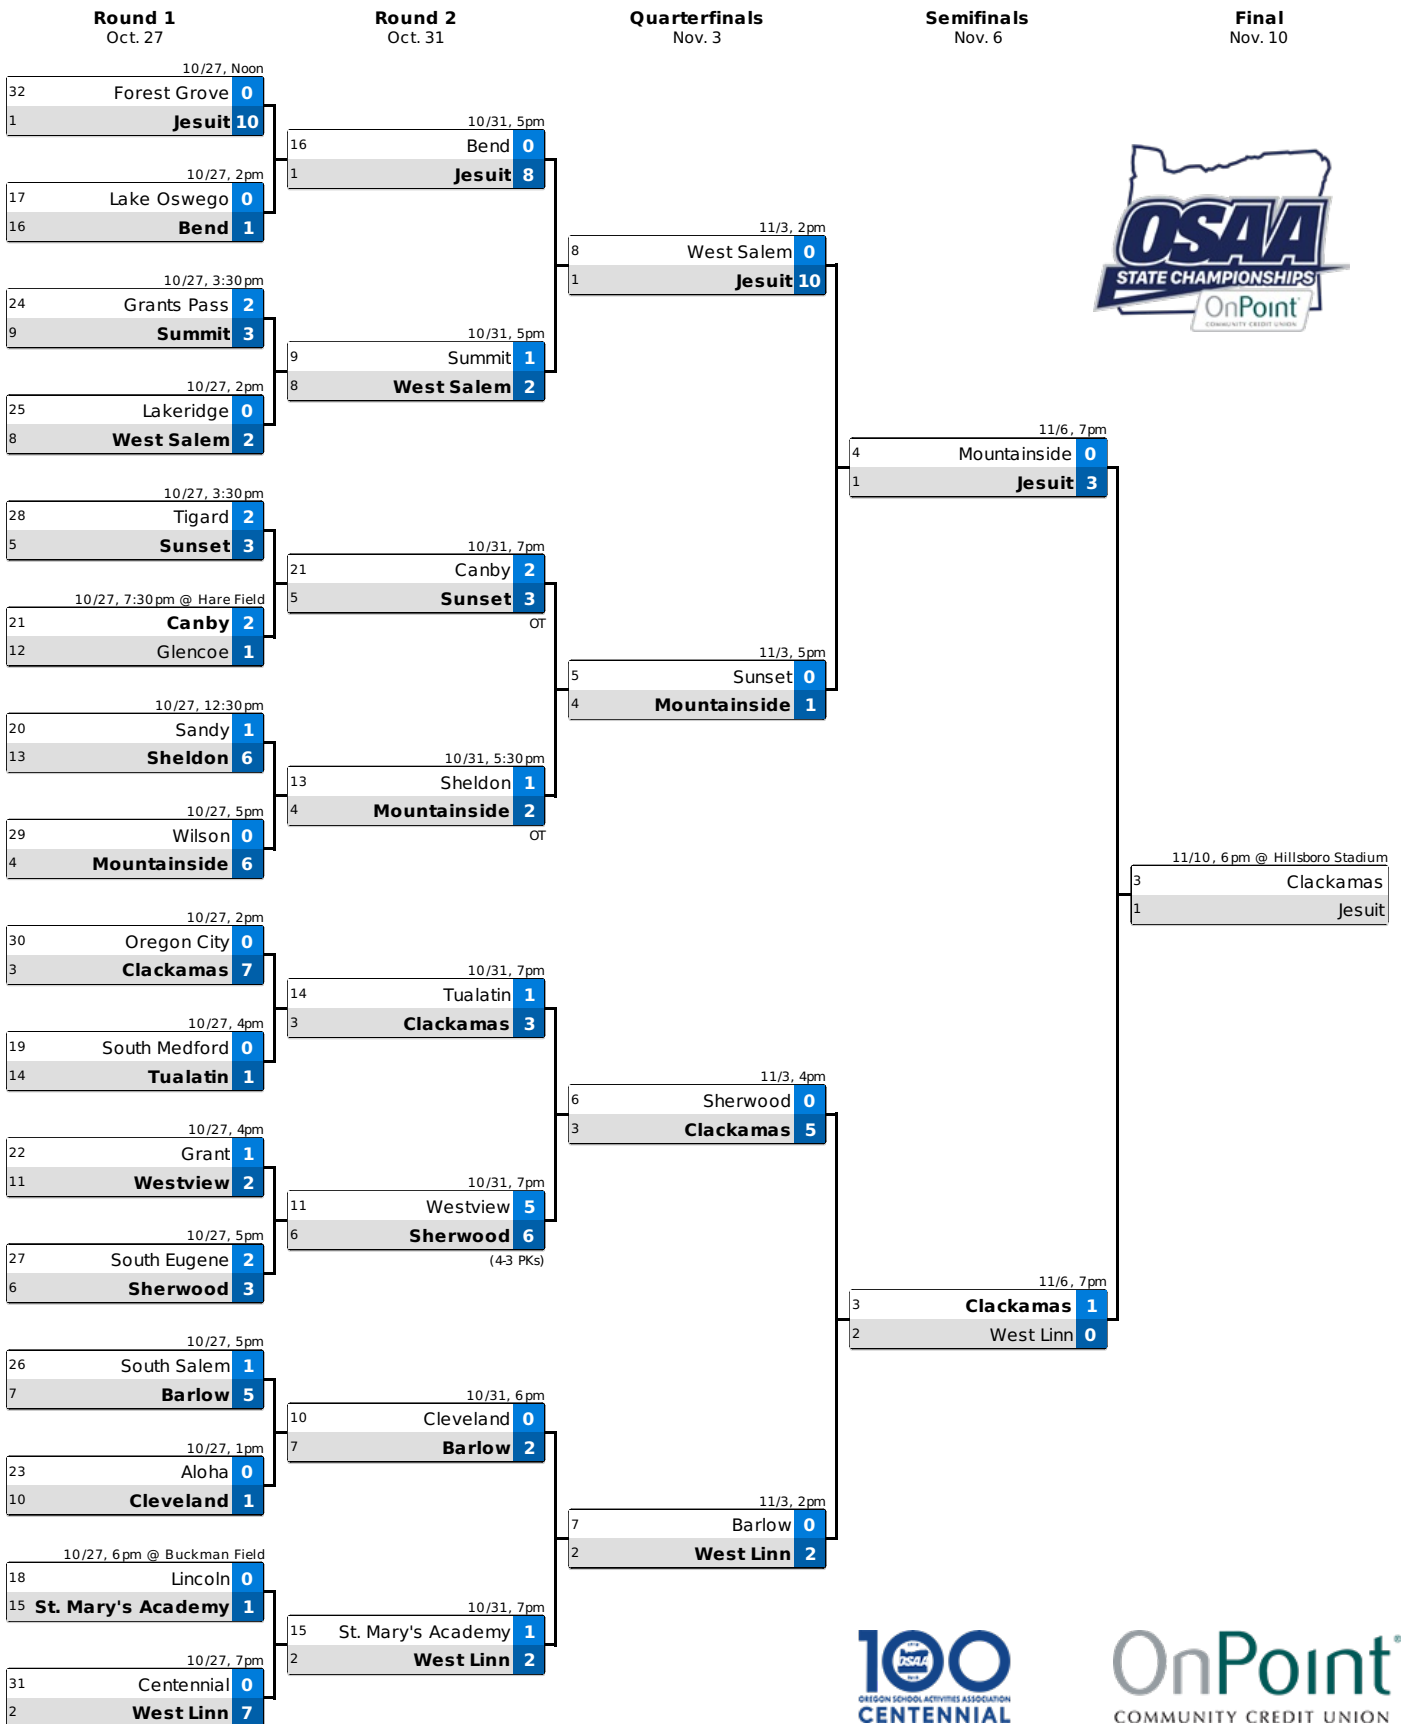 Round 1
Oct. 27
Round 2
Oct. 31
Quarterfinals
Nov. 3
Semifinals
Nov. 6
Final
Nov. 10
10/27, Noon
32 Forest Grove 0
1 Jesuit 10
10/27, 2pm
17 Lake Oswego 0
16 Bend 1
10/27, 3:30pm
24 Grants Pass 2
9 Summit 3
10/27, 2pm
25 Lakeridge 0
8 West Salem 2
10/27, 3:30pm
28 Tigard 2
5 Sunset 3
10/27, 7:30pm @ Hare Field
21 Canby 2
12 Glencoe 1
10/27, 12:30pm
20 Sandy 1
13 Sheldon 6
10/27, 5pm
29 Wilson 0
4 Mountainside 6
10/27, 2pm
30 Oregon City 0
3 Clackamas 7
10/27, 4pm
19 South Medford 0
14 Tualatin 1
10/27, 4pm
22 Grant 1
11 Westview 2
10/27, 5pm
27 South Eugene 2
6 Sherwood 3
10/27, 5pm
26 South Salem 1
7 Barlow 5
10/27, 1pm
23 Aloha 0
10 Cleveland 1
10/27, 6pm @ Buckman Field
18 Lincoln 0
15 St. Mary's Academy 1
10/27, 7pm
31 Centennial 0
2 West Linn 7
10/31, 5pm
16 Bend 0
1 Jesuit 8
10/31, 5pm
9 Summit 1
8 West Salem 2
10/31, 7pm
21 Canby 2
5 Sunset 3
OT
10/31, 5:30pm
13 Sheldon 1
4 Mountainside 2
OT
10/31, 7pm
14 Tualatin 1
3 Clackamas 3
10/31, 7pm
11 Westview 5
6 Sherwood 6
(4-3 PKs)
10/31, 6pm
10 Cleveland 0
7 Barlow 2
10/31, 7pm
15 St. Mary's Academy 1
2 West Linn 2
11/3, 2pm
8 West Salem 0
1 Jesuit 10
11/3, 5pm
5 Sunset 0
4 Mountainside 1
11/3, 4pm
6 Sherwood 0
3 Clackamas 5
11/3, 2pm
7 Barlow 0
2 West Linn 2
11/6, 7pm
4 Mountainside 0
1 Jesuit 3
11/6, 7pm
3 Clackamas 1
2 West Linn 0
11/10, 6pm @ Hillsboro Stadium
3 Clackamas
1 Jesuit
OSAA
STATE CHAMPIONSHIPS
OnPoint
COMMUNITY CREDIT UNION
100
OSAA
OREGON SCHOOL ACTIVITIES ASSOCIATION
CENTENNIAL
OnPoint®
COMMUNITY CREDIT UNION